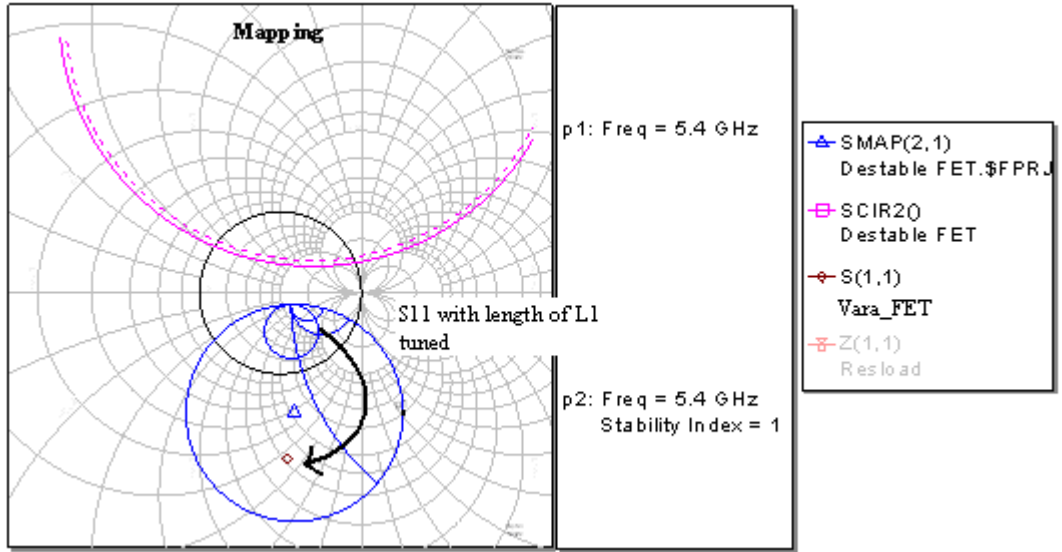 Mapping
S11 with length of L1
tuned
p1: Freq = 5.4 GHz
p2: Freq = 5.4 GHz
Stability Index = 1
SMAP(2,1)
Destable FET.$FPRJ
SCIR2()
Destable FET
S(1,1)
Vara_FET
Z(1,1)
Resload